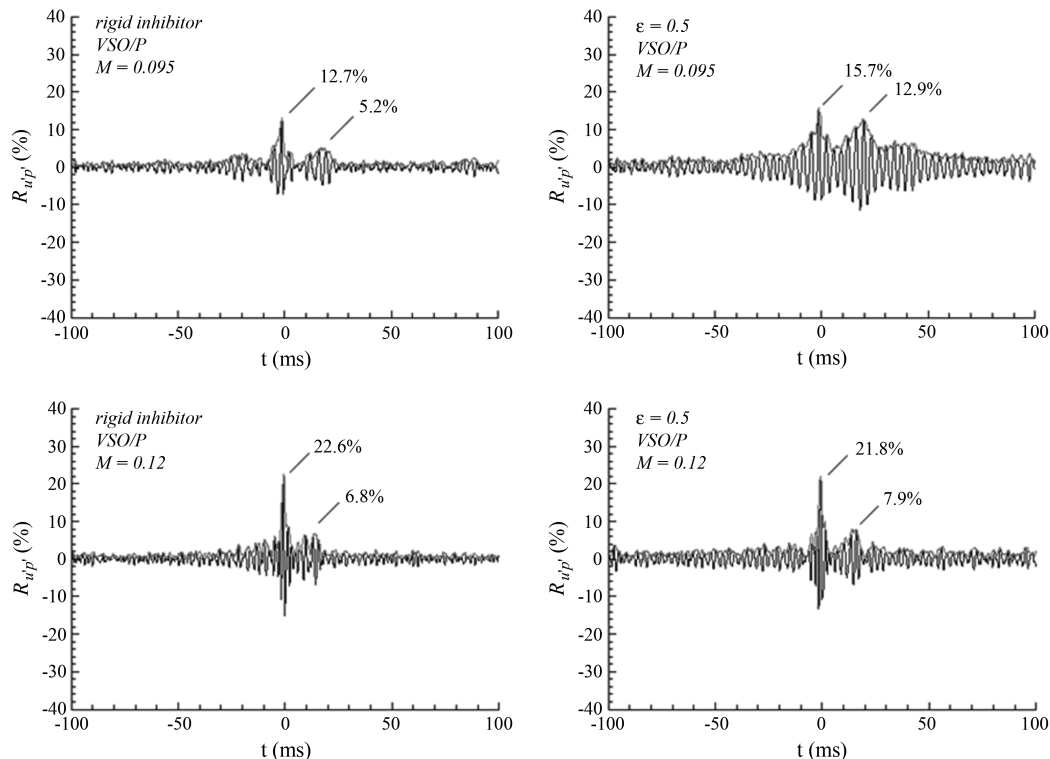 40
30
20
10
0
-10
-20
-30
-40
R_u'p' (%)
rigid inhibitor
VSO/P
M = 0.095
12.7%
5.2%
-100 -50 0 50 100
t (ms)
40
30
20
10
0
-10
-20
-30
-40
R_u'p' (%)
ε = 0.5
VSO/P
M = 0.095
15.7%
12.9%
-100 -50 0 50 100
t (ms)
40
30
20
10
0
-10
-20
-30
-40
R_u'p' (%)
rigid inhibitor
VSO/P
M = 0.12
22.6%
6.8%
-100 -50 0 50 100
t (ms)
40
30
20
10
0
-10
-20
-30
-40
R_u'p' (%)
ε = 0.5
VSO/P
M = 0.12
21.8%
7.9%
-100 -50 0 50 100
t (ms)